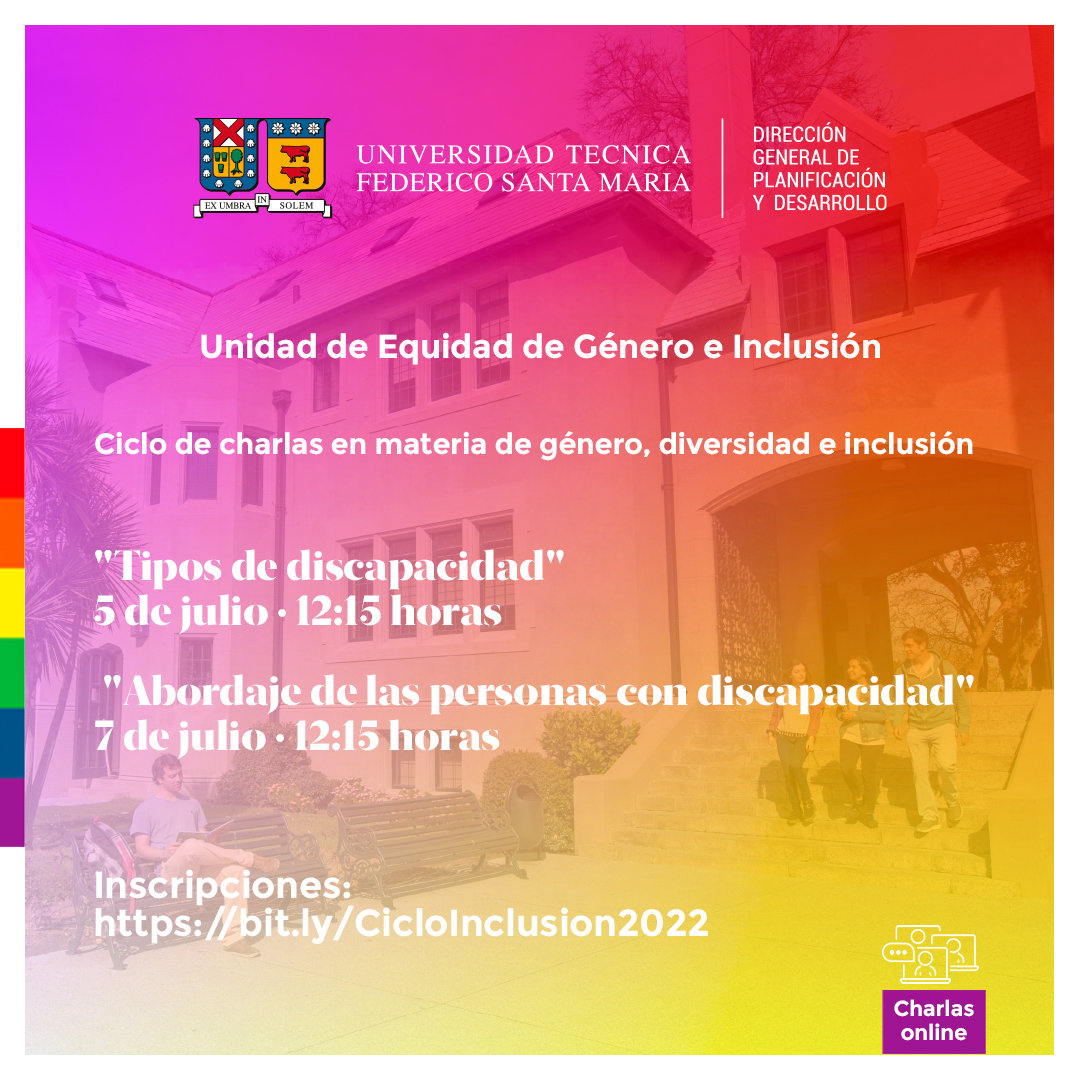 EX UMBRA IN SOLEM
UNIVERSIDAD TECNICA
FEDERICO SANTA MARIA
DIRECCIÓN
GENERAL DE
PLANIFICACIÓN
Y DESARROLLO
Unidad de Equidad de Género e Inclusión
Ciclo de charlas en materia de género, diversidad e inclusión
"Tipos de discapacidad"
5 de julio · 12:15 horas
"Abordaje de las personas con discapacidad"
7 de julio · 12:15 horas
Inscripciones:
https://bit.ly/CicloInclusion2022
Charlas
online